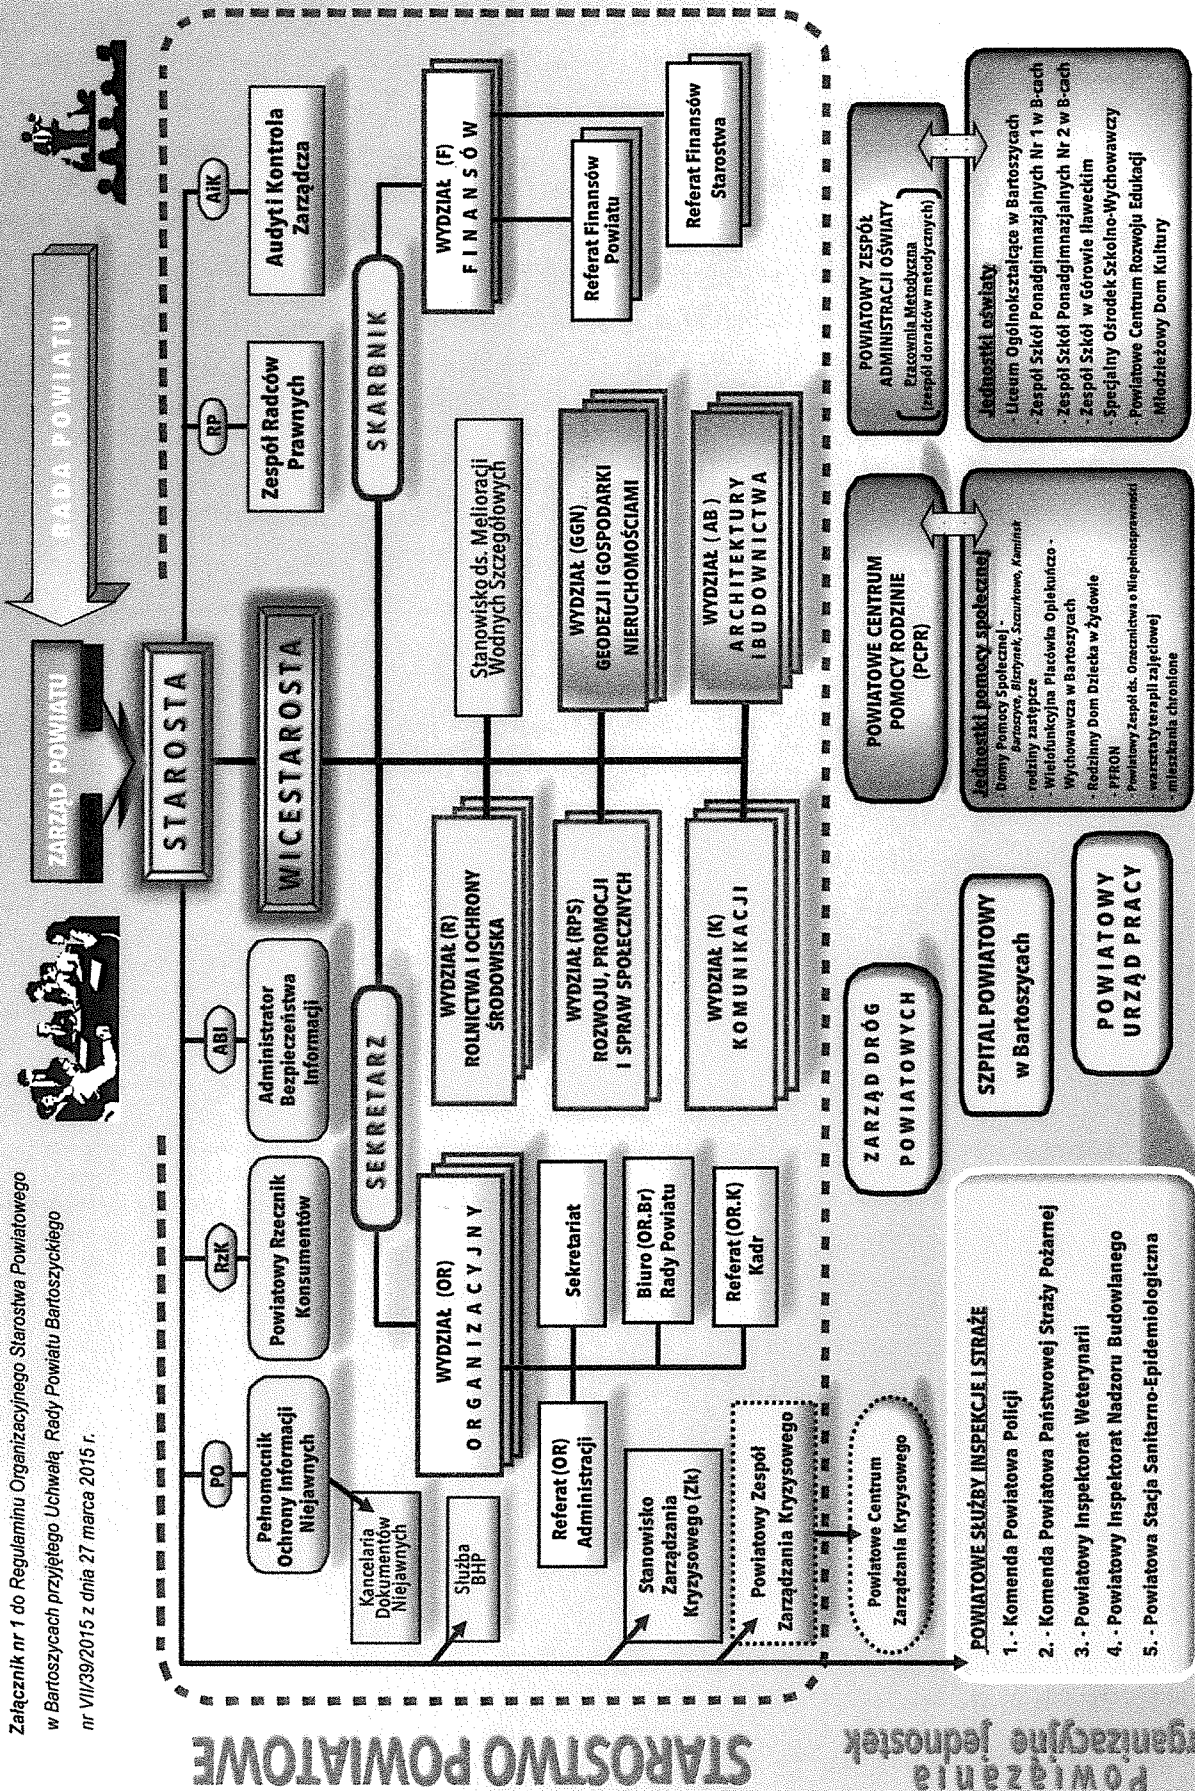 Załącznik nr 1 do Regulaminu Organizacyjnego Starostwa Powiatowego
w Bartoszycach przyjętego Uchwałą Rady Powiatu Bartoszyckiego
nr VII/39/2015 z dnia 27 marca 2015 r.
ZARZĄD POWIATU
RADA POWIATU
STAROSTA
PO
RzK
ABI
RP
AiK
Pełnomocnik
Ochrony Informacji
Niejawnych
Powiatowy Rzecznik
Konsumentów
Administrator
Bezpieczeństwa
Informacji
WICESTAROSTA
Zespół Radców
Prawnych
Audyt i Kontrola
Zarządcza
Kancelaria
Dokumentów
Niejawnych
SEKRETARZ
SKARBNIK
Służba
BHP
WYDZIAŁ (OR)
ORGANIZACYJNY
WYDZIAŁ (R)
ROLNICTWA I OCHRONY
ŚRODOWISKA
Stanowisko ds. Melioracji
Wodnych Szczegółowych
WYDZIAŁ (F)
FINANSÓW
Referat (OR)
Administracji
Sekretariat
WYDZIAŁ (RPS)
ROZWOJU, PROMOCJI
I SPRAW SPOŁECZNYCH
WYDZIAŁ (GGN)
GEODEZJI I GOSPODARKI
NIERUCHOMOŚCIAMI
Referat Finansów
Powiatu
Stanowisko
Zarządzania
Kryzysowego (Zk)
Biuro (OR.Br)
Rady Powiatu
Referat Finansów
Starostwa
Powiatowy Zespół
Zarządzania Kryzysowego
Referat (OR.K)
Kadr
WYDZIAŁ (K)
KOMUNIKACJI
WYDZIAŁ (AB)
ARCHITEKTURY
I BUDOWNICTWA
STAROSTWO POWIATOWE
Powiatowe Centrum
Zarządzania Kryzysowego
ZARZĄD DRÓG
POWIATOWYCH
POWIATOWE CENTRUM
POMOCY RODZINIE
(PCPR)
POWIATOWY ZESPÓŁ
ADMINISTRACJI OŚWIATY
Pracownia Metodyczna
(zespół doradców metodycznych)
Powiązania
rganizacyjne jednostek
POWIATOWE SŁUŻBY INSPEKCJE I STRAŻE
1. - Komenda Powiatowa Policji
2. - Komenda Powiatowa Państwowej Straży Pożarnej
3. - Powiatowy Inspektorat Weterynarii
4. - Powiatowy Inspektorat Nadzoru Budowlanego
5. - Powiatowa Stacja Sanitarno-Epidemiologiczna
SZPITAL POWIATOWY
w Bartoszycach
POWIATOWY
URZĄD PRACY
Jednostki pomocy społecznej
- Domy Pomocy Społecznej -
Bartoszyce, Bisztynek, Szczurkowo, Kamińsk
- rodziny zastępcze
- Wielofunkcyjna Placówka Opiekuńczo -
Wychowawcza w Bartoszycach
- Rodzinny Dom Dziecka w Żydowie
- PFRON
- Powiatowy Zespół ds. Orzecznictwa o Niepełnosprawności
- warsztaty terapii zajęciowej
- mieszkania chronione
Jednostki oświaty
- Liceum Ogólnokształcące w Bartoszycach
- Zespół Szkół Ponadgimnazjalnych Nr 1 w B-cach
- Zespół Szkół Ponadgimnazjalnych Nr 2 w B-cach
- Zespół Szkół w Górowie Iławeckim
- Specjalny Ośrodek Szkolno-Wychowawczy
- Powiatowe Centrum Rozwoju Edukacji
- Młodzieżowy Dom Kultury